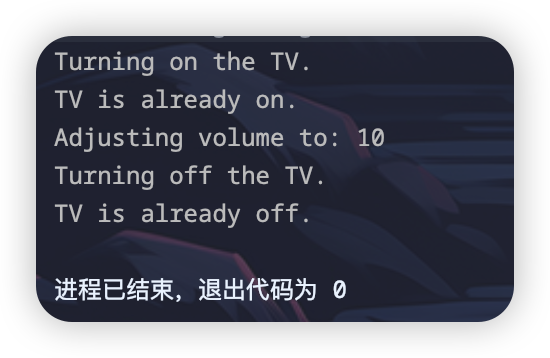 Turning on the TV.
TV is already on.
Adjusting volume to: 10
Turning off the TV.
TV is already off.
进程已结束，退出代码为 0